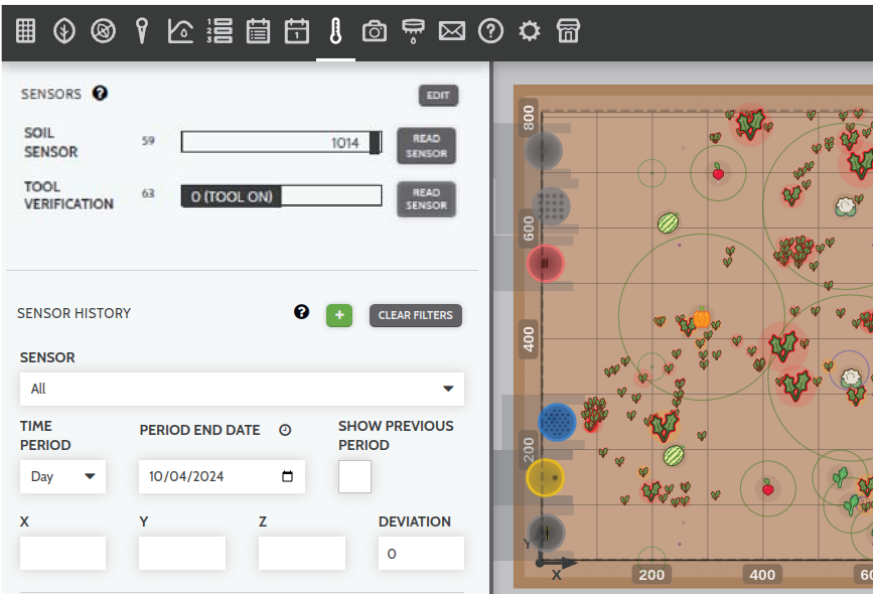 SENSORS
EDIT
SOIL
SENSOR
59
1014
READ
SENSOR
TOOL
VERIFICATION
63
0 (TOOL ON)
READ
SENSOR
SENSOR HISTORY
+
CLEAR FILTERS
SENSOR
All
TIME
PERIOD
PERIOD END DATE
SHOW PREVIOUS
PERIOD
Day
10/04/2024
X
Y
Z
DEVIATION
0
800
600
400
200
Y
X
200
400